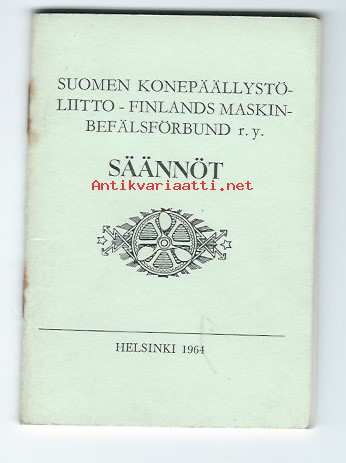 SUOMEN KONEPÄÄLLYSTÖ-
LIITTO - FINLANDS MASKIN-
BEFÄLSFÖRBUND r. y.
SÄÄNNÖT
Antikvariaatti.net
HELSINKI 1964